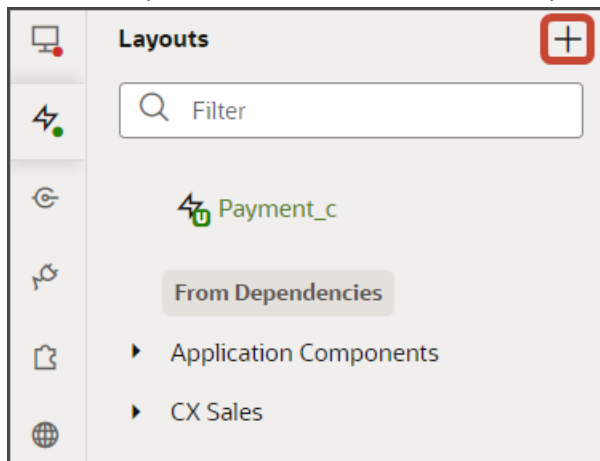 Layouts
Filter
U Payment_c
From Dependencies
Application Components
CX Sales